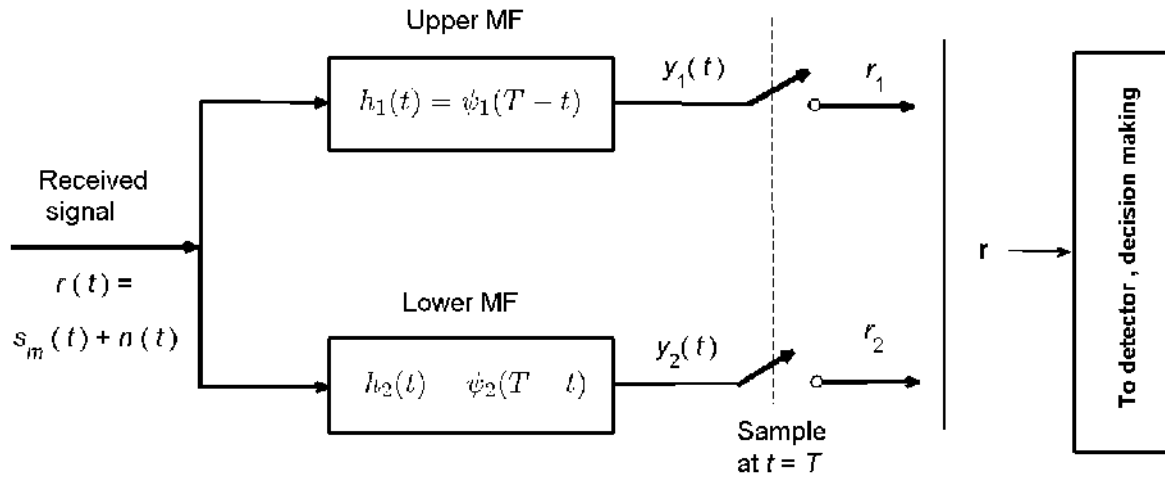 Upper MF
h₁(t) = ψ₁(T − t)
y₁(t)
r₁
Received
signal
r(t) =
sₘ(t) + n(t)
Lower MF
h₂(t) ψ₂(T t)
y₂(t)
r₂
Sample
at t = T
r
To detector , decision making